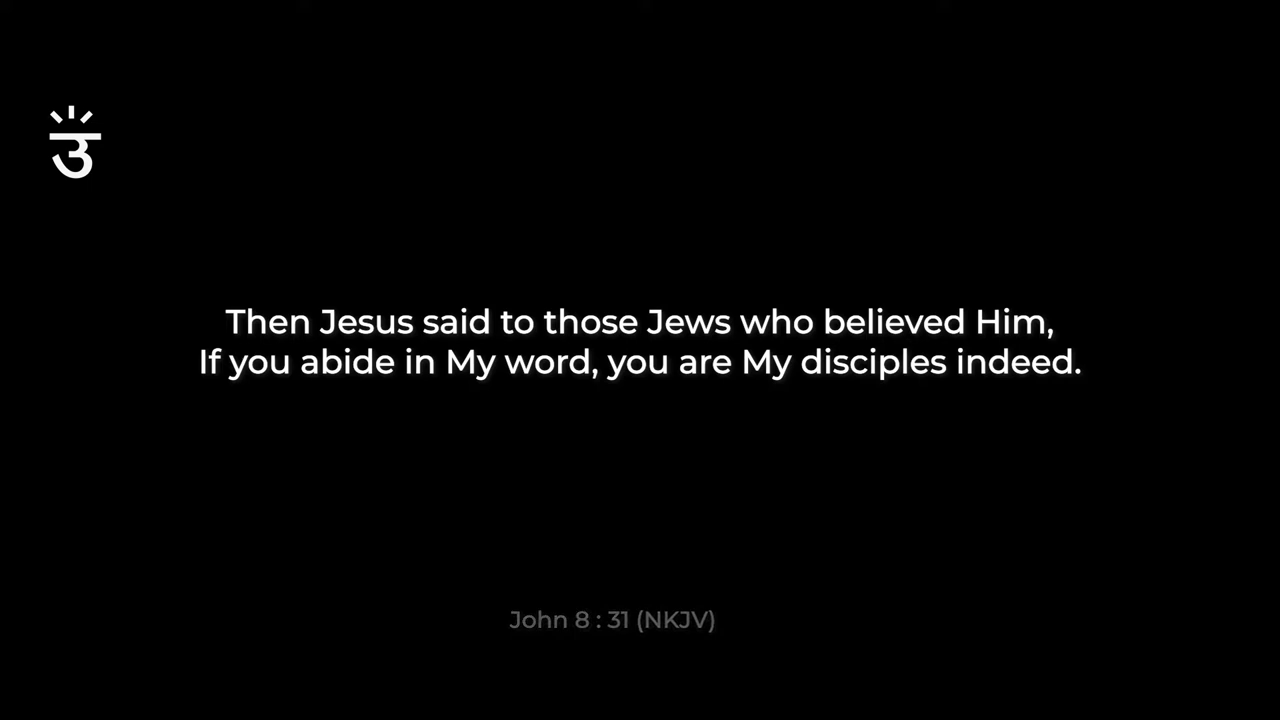 उ
Then Jesus said to those Jews who believed Him,
If you abide in My word, you are My disciples indeed.
John 8 : 31 (NKJV)